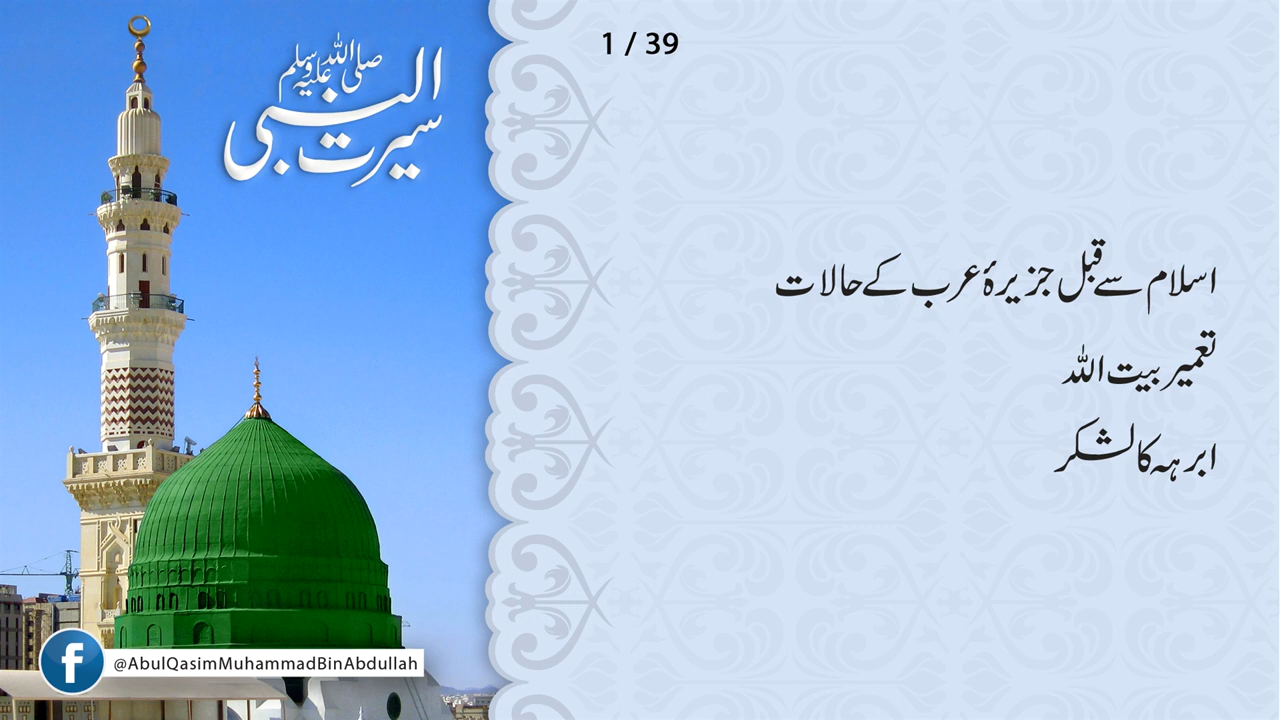 سیرت النبی
صلی اللہ علیہ وسلم
1 / 39
اسلام سے قبل جزیرۂ عرب کے حالات
تعمیر بیت اللہ
ابرہہ کا لشکر
f
@AbulQasimMuhammadBinAbdullah